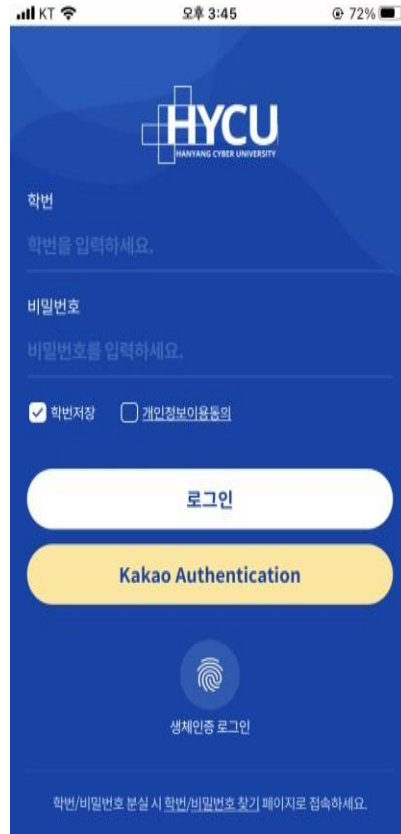 KT 오후 3:45 72%
HYCU
HANYANG CYBER UNIVERSITY
학번
학번을 입력하세요.
비밀번호
비밀번호를 입력하세요.
학번저장 개인정보이용동의
로그인
Kakao Authentication
생체인증 로그인
학번/비밀번호 분실 시 학번/비밀번호 찾기 페이지로 접속하세요.